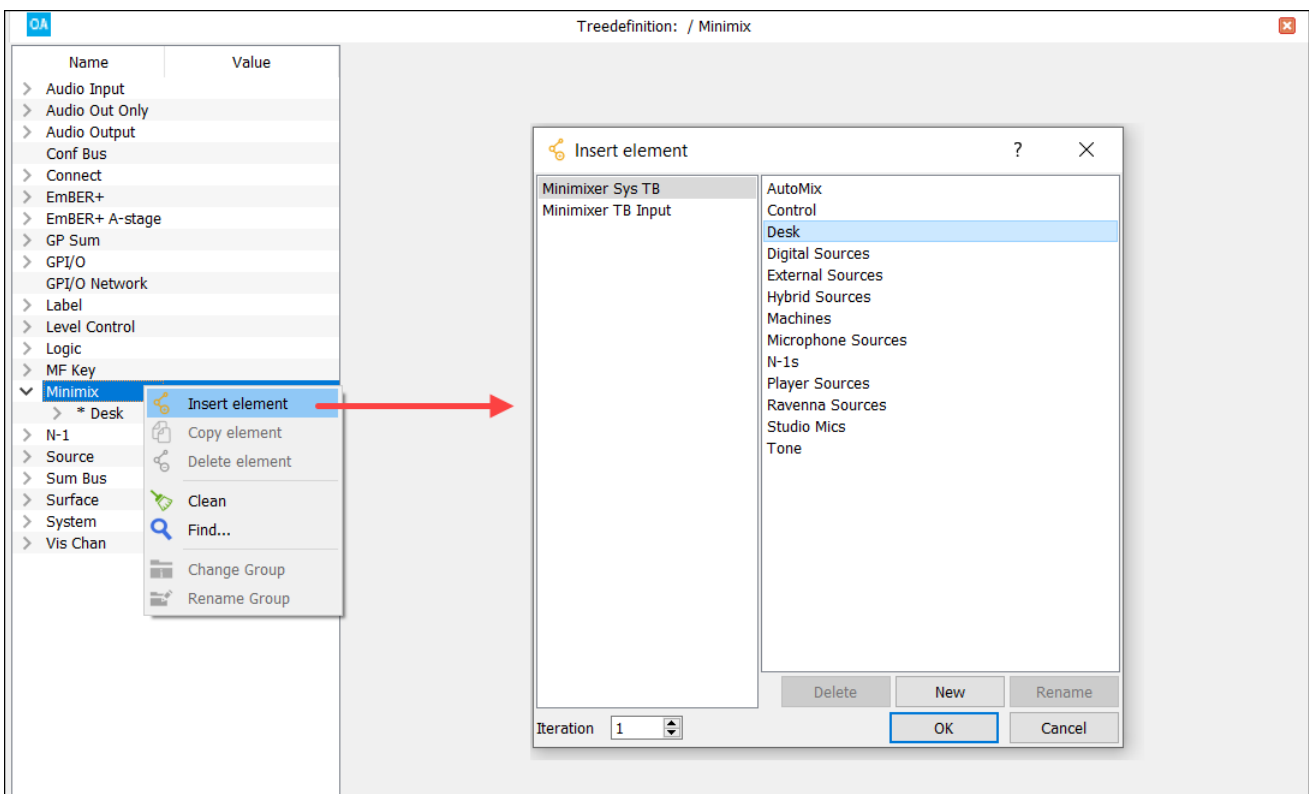 OA
Treedefinition: / Minimix
Name Value
Audio Input
Audio Out Only
Audio Output
Conf Bus
Connect
EmBER+
EmBER+ A-stage
GP Sum
GPI/O
GPI/O Network
Label
Level Control
Logic
MF Key
Minimix
* Desk
N-1
Source
Sum Bus
Surface
System
Vis Chan
Insert element
Copy element
Delete element
Clean
Find...
Change Group
Rename Group
Insert element ?
Minimixer Sys TB
Minimixer TB Input
AutoMix
Control
Desk
Digital Sources
External Sources
Hybrid Sources
Machines
Microphone Sources
N-1s
Player Sources
Ravenna Sources
Studio Mics
Tone
Delete New Rename
Iteration 1 OK Cancel